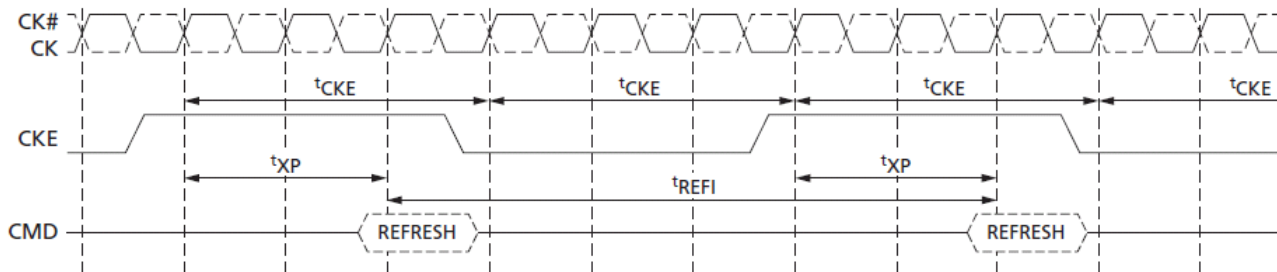 CK#
CK
tCKE tCKE tCKE tCKE
CKE
tXP tXP
tREFI
CMD REFRESH REFRESH